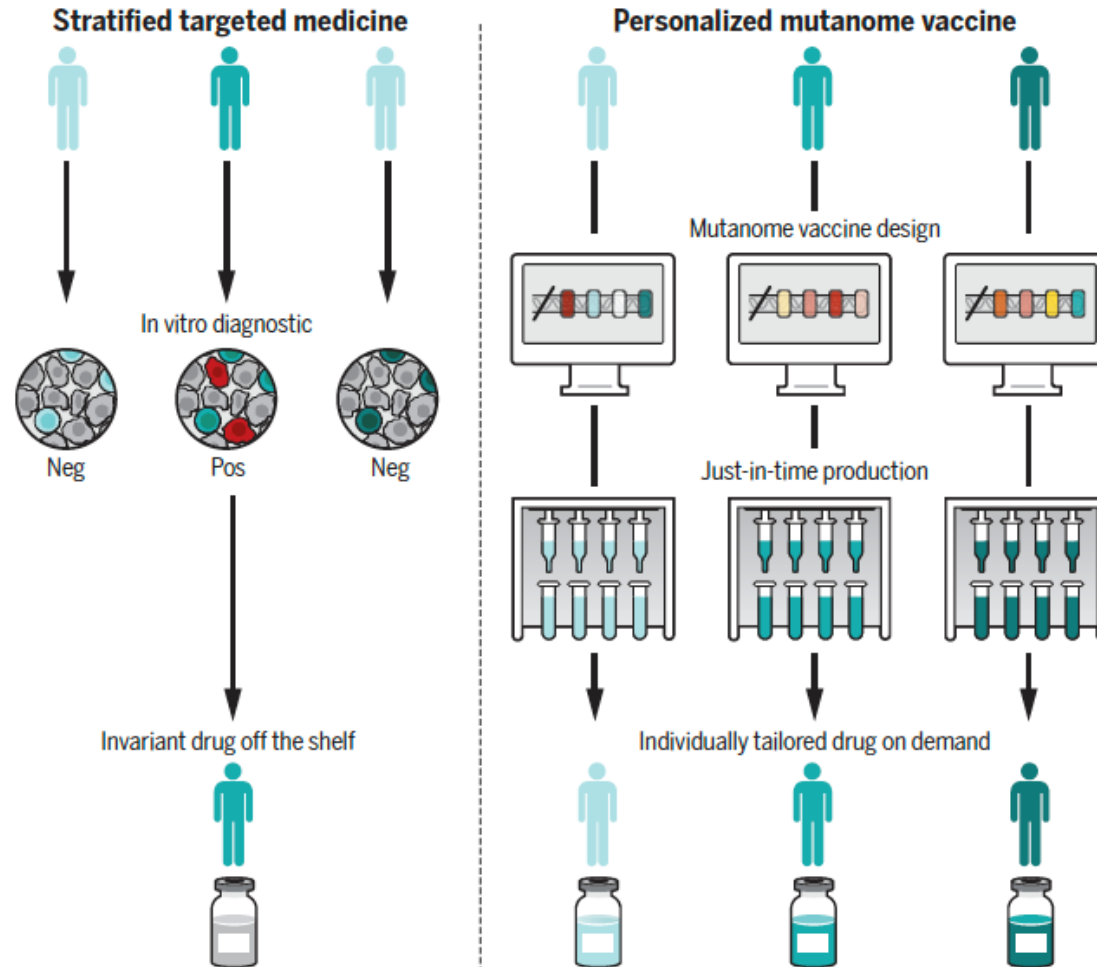 Stratified targeted medicine
Personalized mutanome vaccine
Mutanome vaccine design
In vitro diagnostic
Neg
Pos
Neg
Just-in-time production
Invariant drug off the shelf
Individually tailored drug on demand